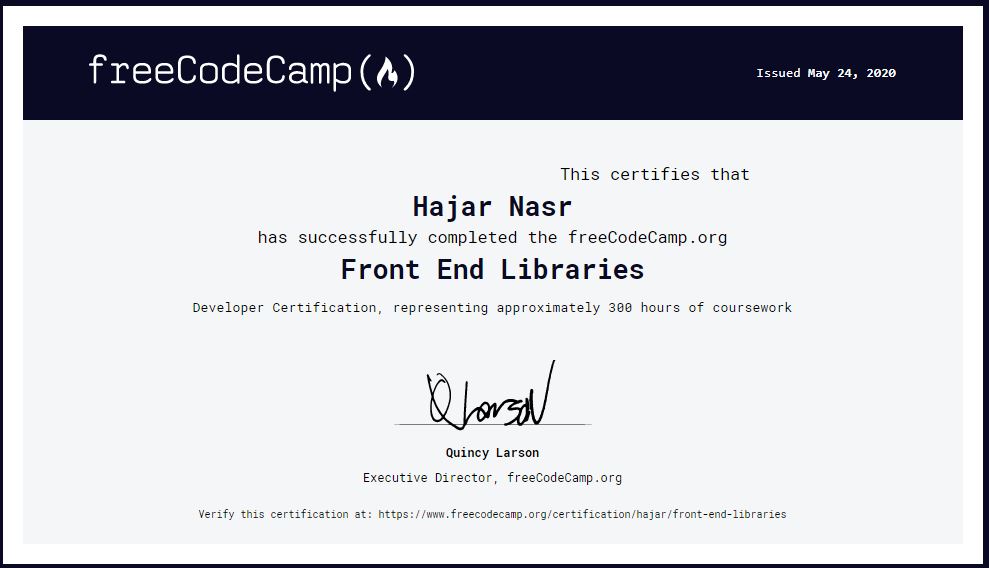 freeCodeCamp(🔥)
Issued May 24, 2020
This certifies that
Hajar Nasr
has successfully completed the freeCodeCamp.org
Front End Libraries
Developer Certification, representing approximately 300 hours of coursework
Q Larson
Quincy Larson
Executive Director, freeCodeCamp.org
Verify this certification at: https://www.freecodecamp.org/certification/hajar/front-end-libraries